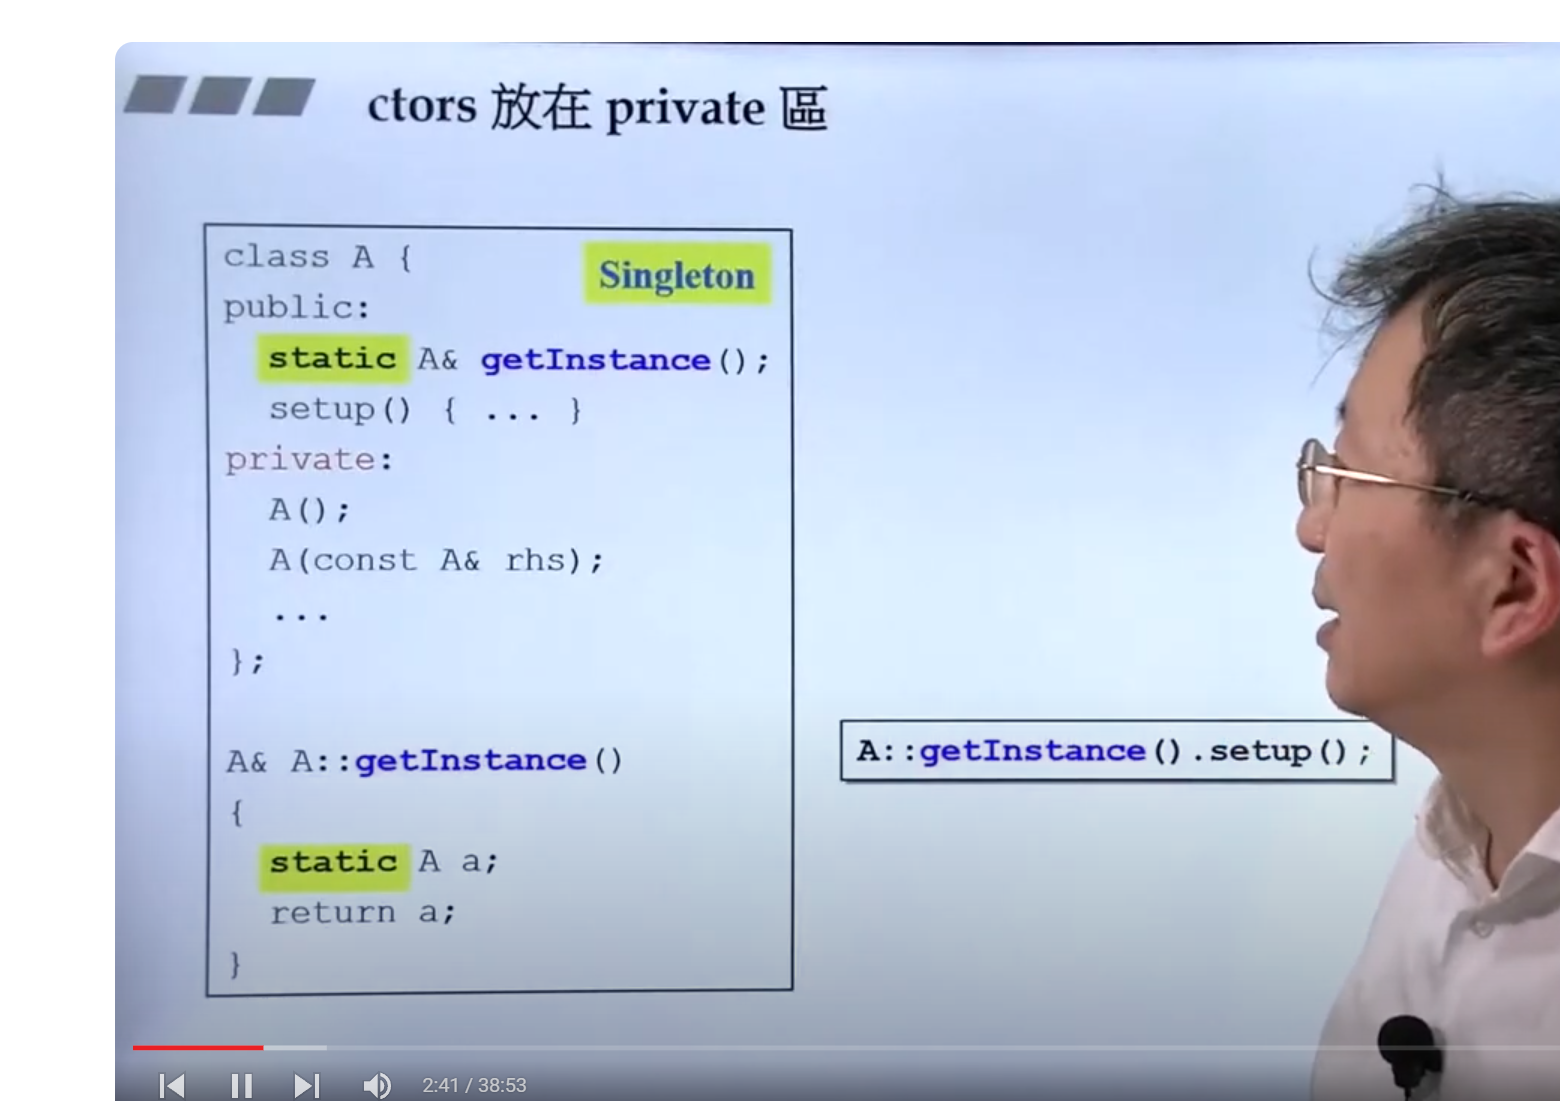 ctors 放在 private 區
class A {
Singleton
public:
static A& getInstance();
setup() { ... }
private:
A();
A(const A& rhs);
...
};
A& A::getInstance()
{
static A a;
return a;
}
A::getInstance().setup();
2:41 / 38:53